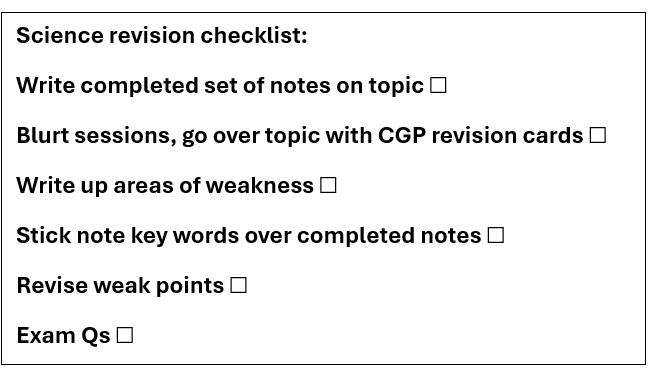 Science revision checklist:
Write completed set of notes on topic ☐
Blurt sessions, go over topic with CGP revision cards ☐
Write up areas of weakness ☐
Stick note key words over completed notes ☐
Revise weak points ☐
Exam Qs ☐